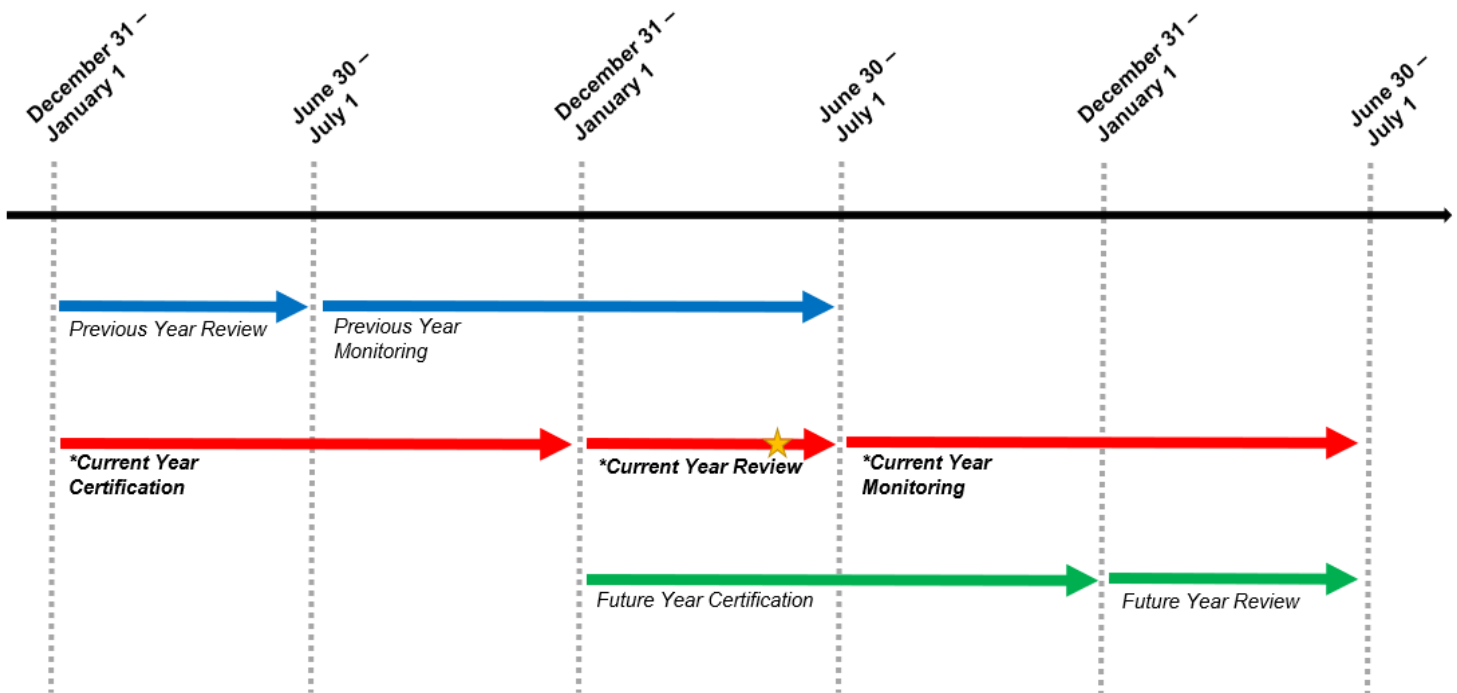 December 31 –
January 1
June 30 –
July 1
December 31 –
January 1
June 30 –
July 1
December 31 –
January 1
June 30 –
July 1
Previous Year Review
Previous Year
Monitoring
*Current Year
Certification
*Current Year Review
*Current Year
Monitoring
Future Year Certification
Future Year Review